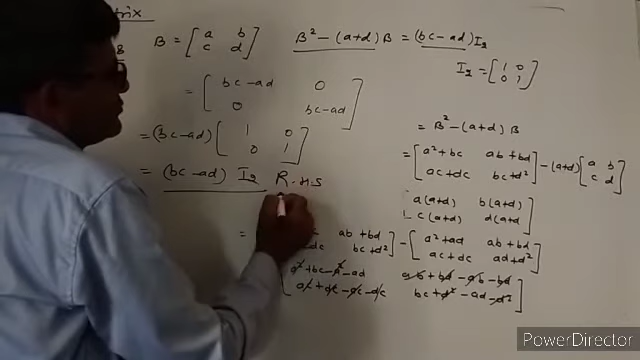 trix
8
B = [ a b
c d ]
B² - (a+d) B = (bc - ad) I₂
I₂ = [ 1 0
0 1 ]
= [ bc - ad 0
0 bc - ad ]
= (bc - ad) [ 1 0
0 1 ]
= (bc - ad) I₂ R.H.S
= B² - (a+d) B
= [ a² + bc ab + bd
ac + dc bc + d² ] - (a+d) [ a b
c d ]
a(a+d) b(a+d)
c(a+d) d(a+d ]
= ab + bd
dc bc + d² ] - [ a² + ad ab + bd
ac + dc ad + d² ]
[ a² + bc - a² - ad ab + bd - ab - bd
ac + dc - ac - dc bc + d² - ad - d² ]
PowerDirector